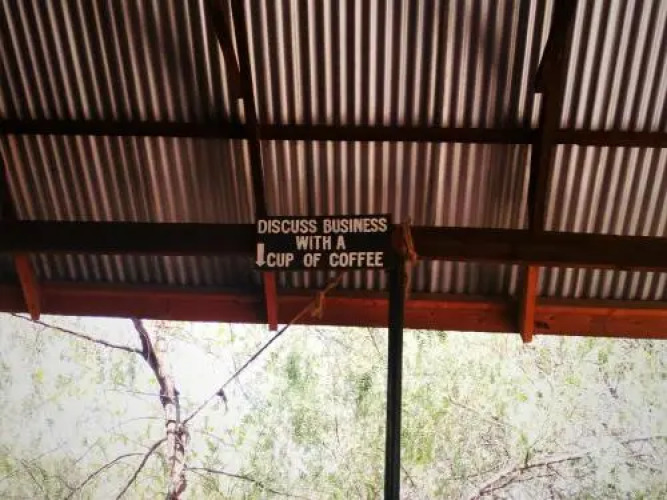 DISCUSS BUSINESS
WITH A
CUP OF COFFEE